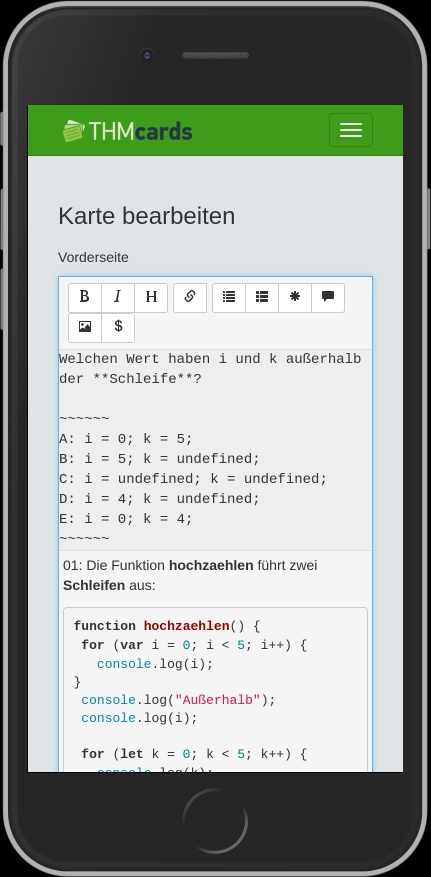 THMcards
Karte bearbeiten
Vorderseite
B I H $
Welchen Wert haben i und k außerhalb
der **Schleife**?
~~~~~~
A: i = 0; k = 5;
B: i = 5; k = undefined;
C: i = undefined; k = undefined;
D: i = 4; k = undefined;
E: i = 0; k = 4;
~~~~~~
01: Die Funktion hochzaehlen führt zwei
Schleifen aus:
function hochzaehlen() {
for (var i = 0; i < 5; i++) {
console.log(i);
}
console.log("Außerhalb");
console.log(i);
for (let k = 0; k < 5; k++) {
console.log(k);